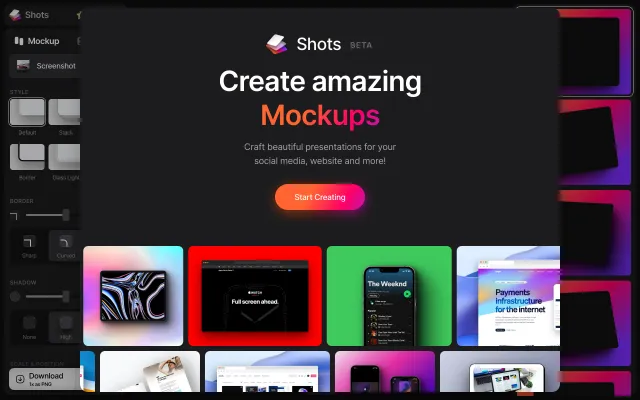 Shots
Mockup
Screenshot
STYLE
Default
Stack
Border
Glass Light
BORDER
Sharp
Curved
SHADOW
None
High
Download
1x as PNG
Shots BETA
Create amazing
Mockups
Craft beautiful presentations for your
social media, website and more!
Start Creating
WATCH
Full screen ahead.
The Weeknd
Popular
Payments
infrastructure
for the internet